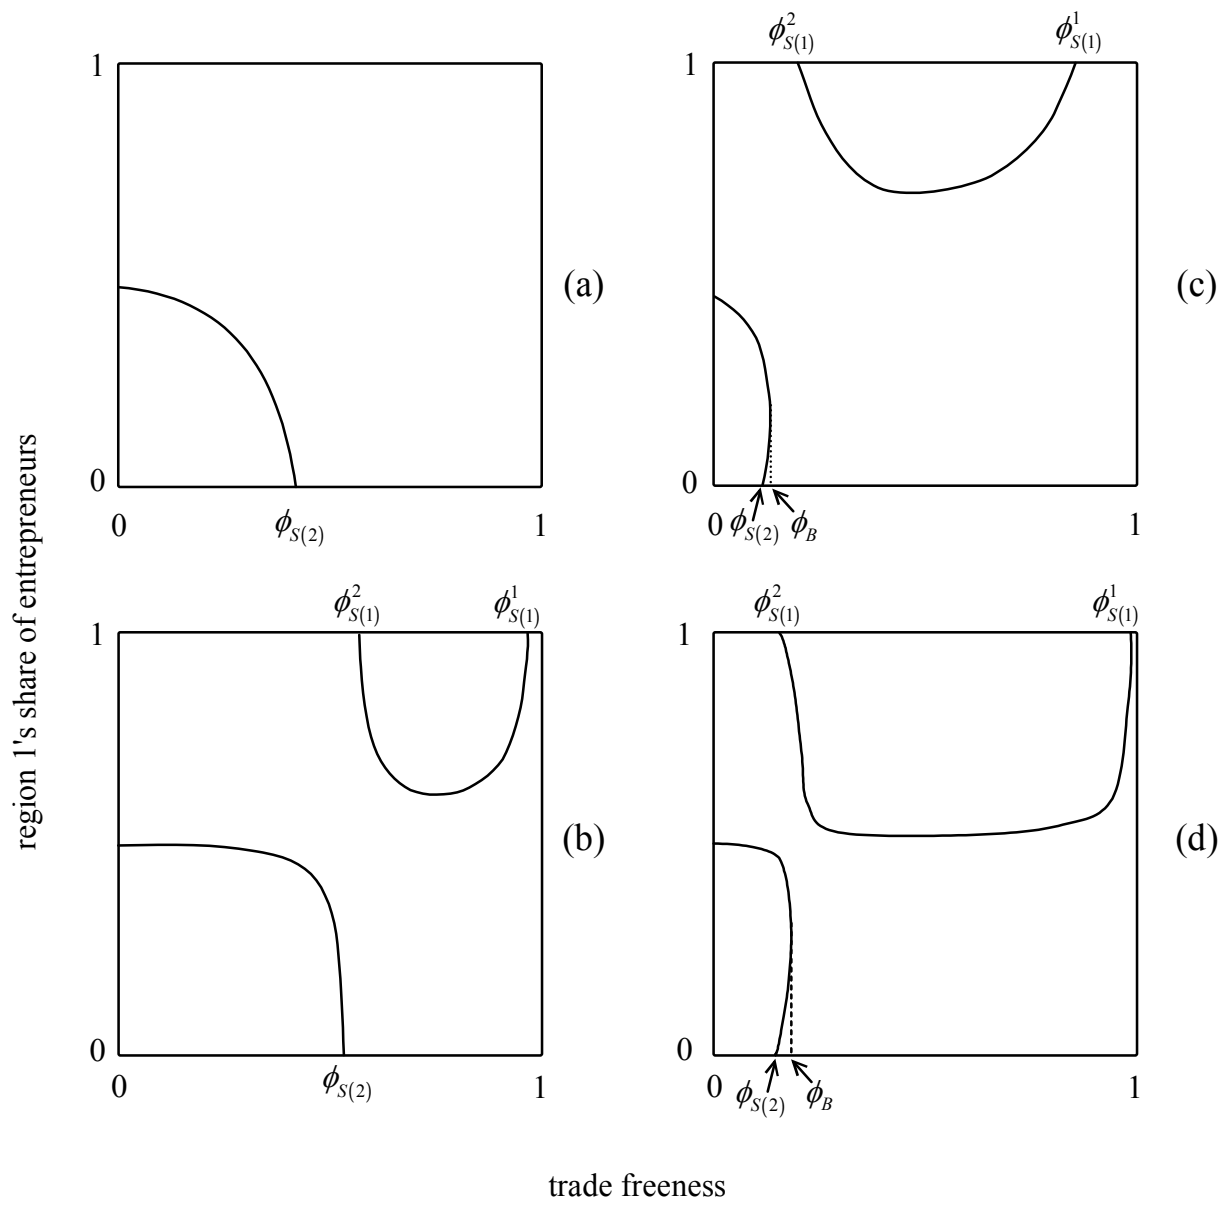 1
(a)
0
0 ϕ_{S(2)} 1
ϕ^2_{S(1)} ϕ^1_{S(1)}
1
(c)
0
0 ϕ_{S(2)} ϕ_B 1
region 1's share of entrepreneurs
ϕ^2_{S(1)} ϕ^1_{S(1)}
1
(b)
0
0 ϕ_{S(2)} 1
ϕ^2_{S(1)} ϕ^1_{S(1)}
1
(d)
0
0 ϕ_{S(2)} ϕ_B 1
trade freeness